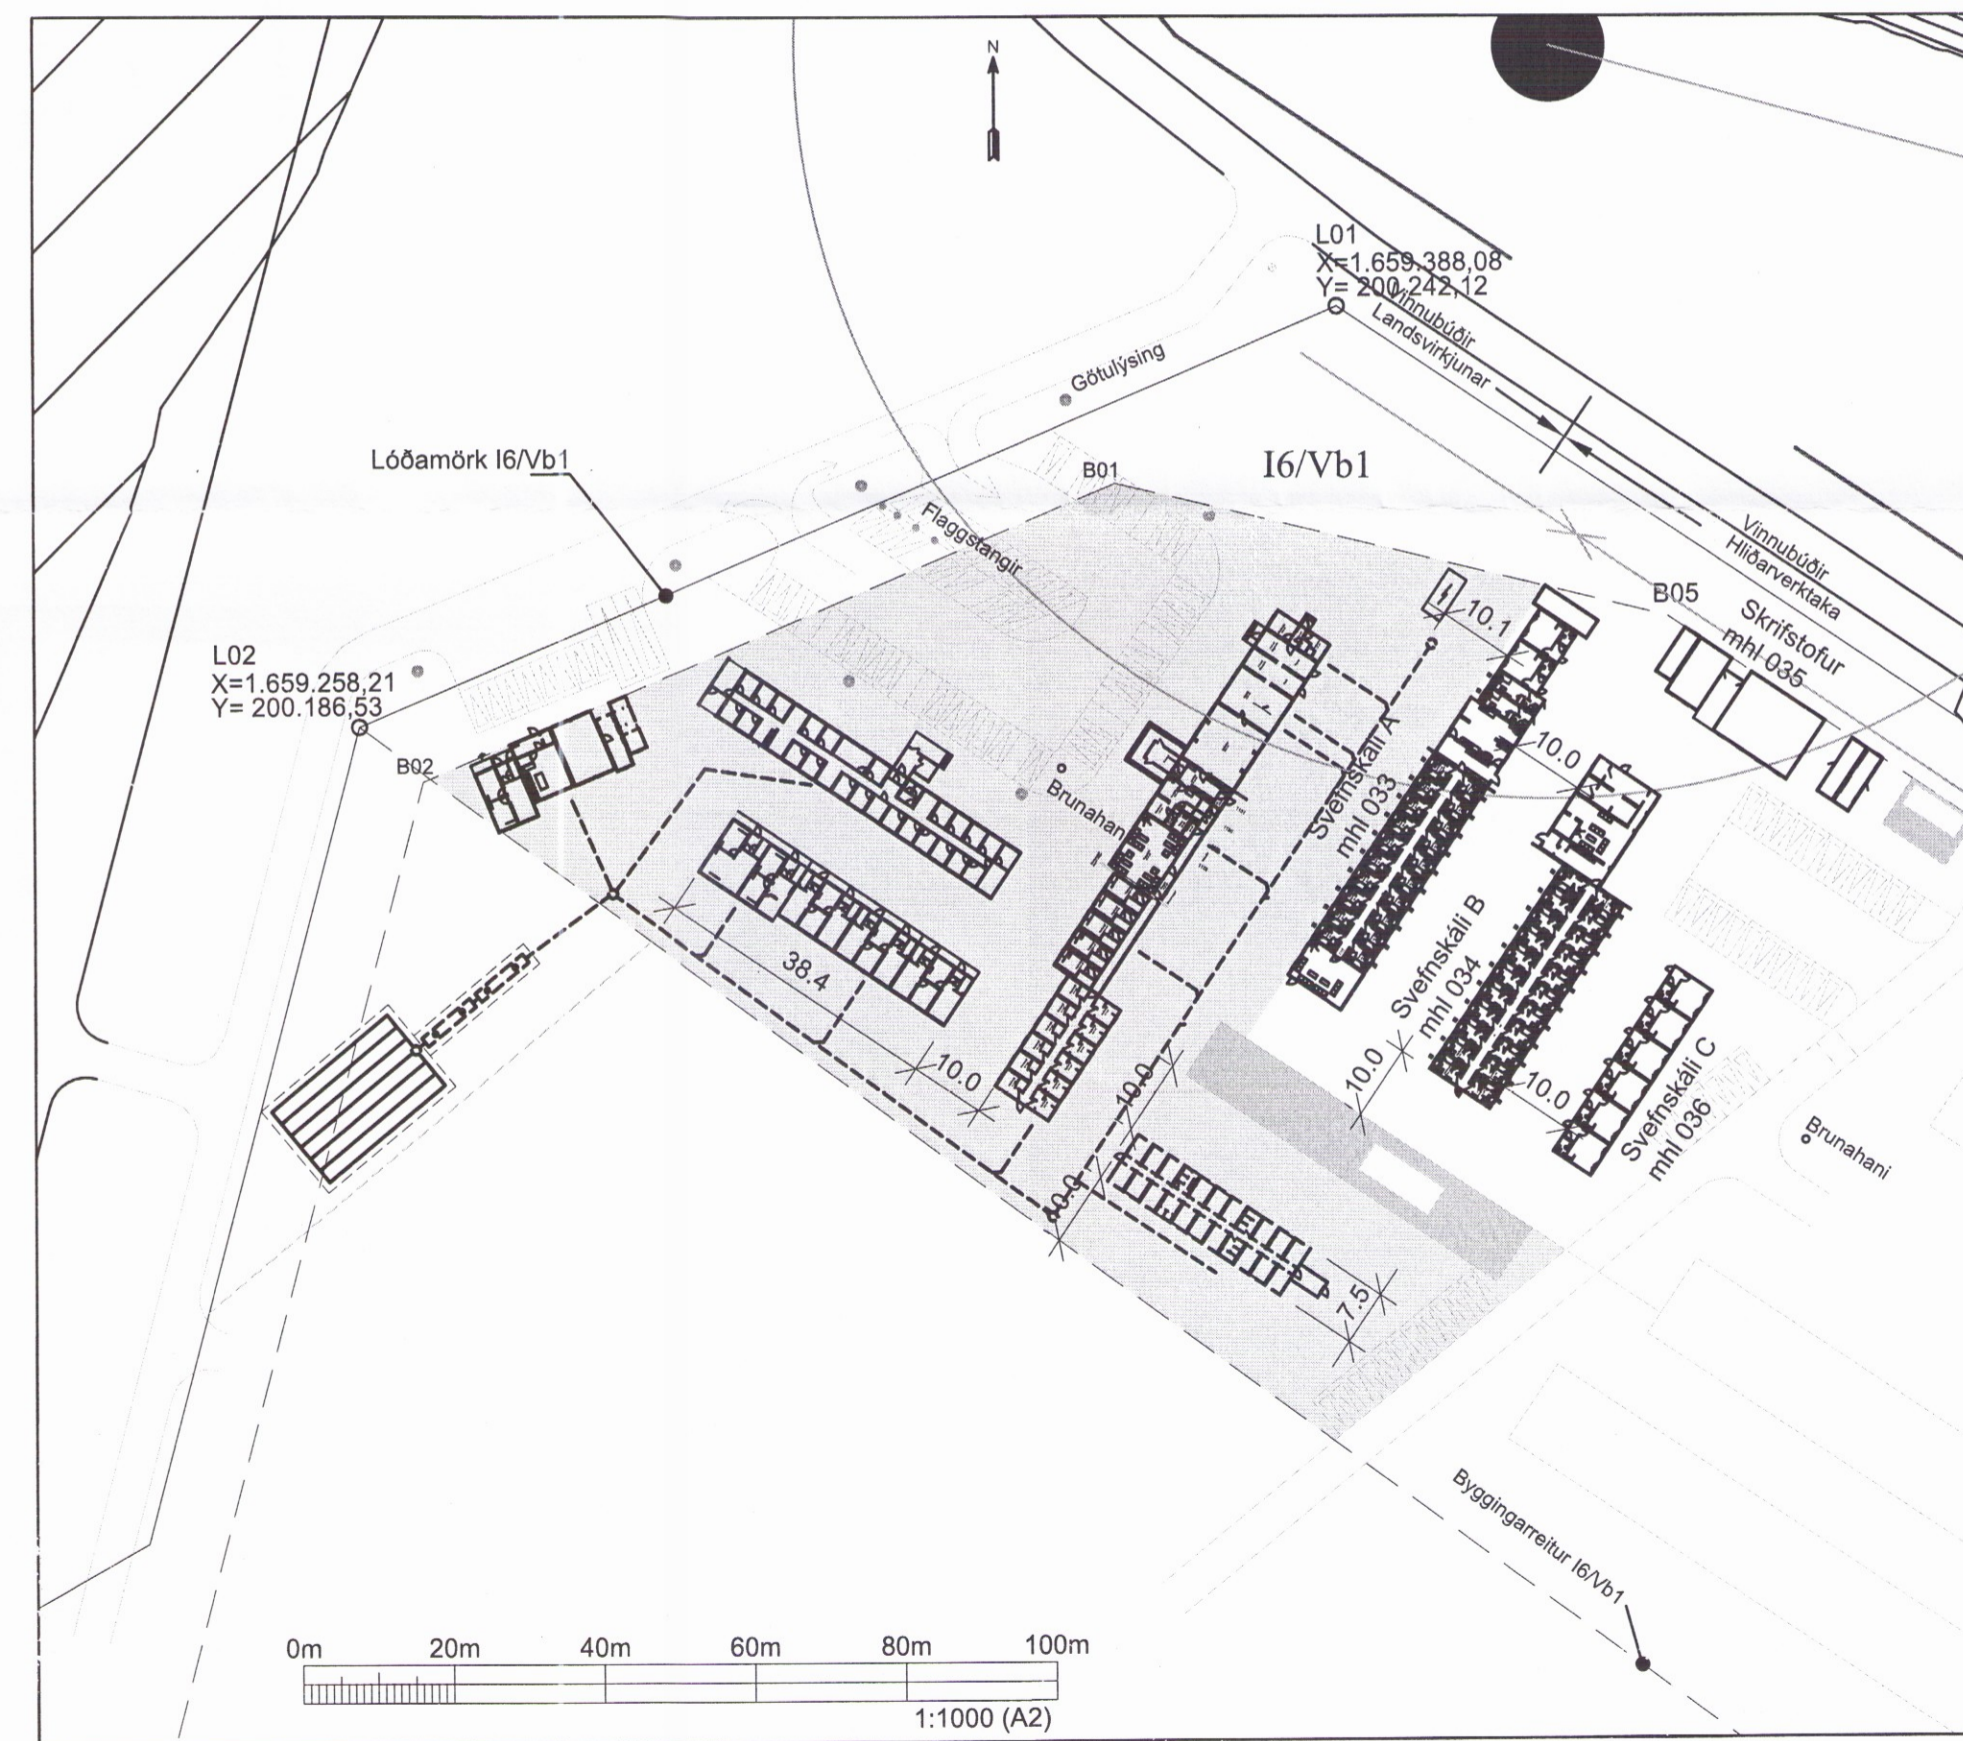 N
L01
X=1.659.388,08
Y= 200.242,12
Vinnubúðir
Landsvirkjunar
Götulýsing
Lóðamörk I6/Vb1
B01
I6/Vb1
Flaggstangir
Vinnubúðir
Hlíðarverktaka
B05
Skrifstofur
mhl 035
10.1
L02
X=1.659.258,21
Y= 200.186,53
B02
10.0
Brunahani
Svefnskáli A
mhl 033
38.4
10.0
10.0
Svefnskáli B
mhl 034
10.0
10.0
Svefnskáli C
mhl 036
Brunahani
7.5
Byggingarreitur I6/Vb1
0m 20m 40m 60m 80m 100m
1:1000 (A2)